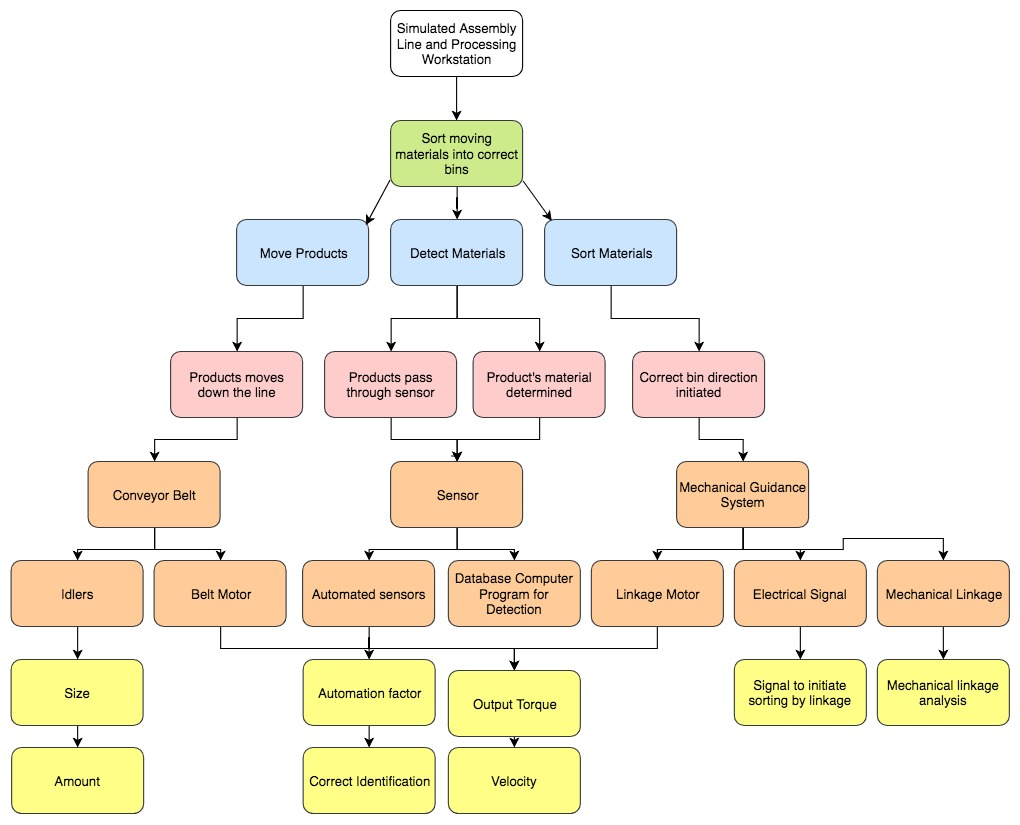 Simulated Assembly
Line and Processing
Workstation
Sort moving
materials into correct
bins
Move Products
Detect Materials
Sort Materials
Products moves
down the line
Products pass
through sensor
Product's material
determined
Correct bin direction
initiated
Conveyor Belt
Sensor
Mechanical Guidance
System
Idlers
Belt Motor
Automated sensors
Database Computer
Program for
Detection
Linkage Motor
Electrical Signal
Mechanical Linkage
Size
Automation factor
Output Torque
Signal to initiate
sorting by linkage
Mechanical linkage
analysis
Amount
Correct Identification
Velocity